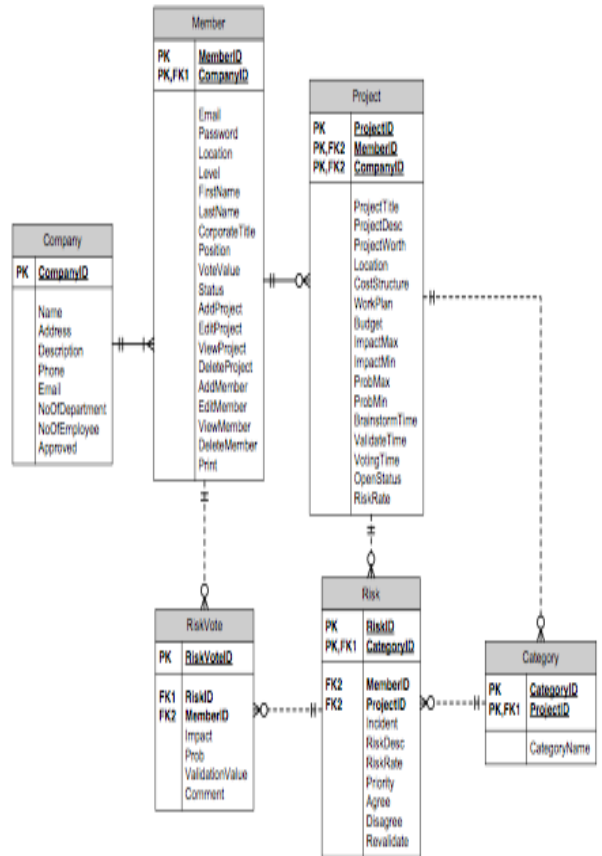 Member
PK MemberID
PK,FK1 CompanyID
Email
Password
Location
Level
FirstName
LastName
CorporateTitle
Position
VoteValue
Status
AddProject
EditProject
ViewProject
DeleteProject
AddMember
EditMember
ViewMember
DeleteMember
Print
Project
PK ProjectID
PK,FK2 MemberID
PK,FK2 CompanyID
ProjectTitle
ProjectDesc
ProjectWorth
Location
CostStructure
WorkPlan
Budget
ImpactMax
ImpactMin
ProbMax
ProbMin
BrainstormTime
ValidateTime
VotingTime
OpenStatus
RiskRate
Company
PK CompanyID
Name
Address
Description
Phone
Email
NoOfDepartment
NoOfEmployee
Approved
RiskVote
PK RiskVoteID
FK1 RiskID
FK2 MemberID
Impact
Prob
ValidationValue
Comment
Risk
PK RiskID
PK,FK1 CategoryID
FK2 MemberID
FK2 ProjectID
Incident
RiskDesc
RiskRate
Priority
Agree
Disagree
Revalidate
Category
PK CategoryID
PK,FK1 ProjectID
CategoryName